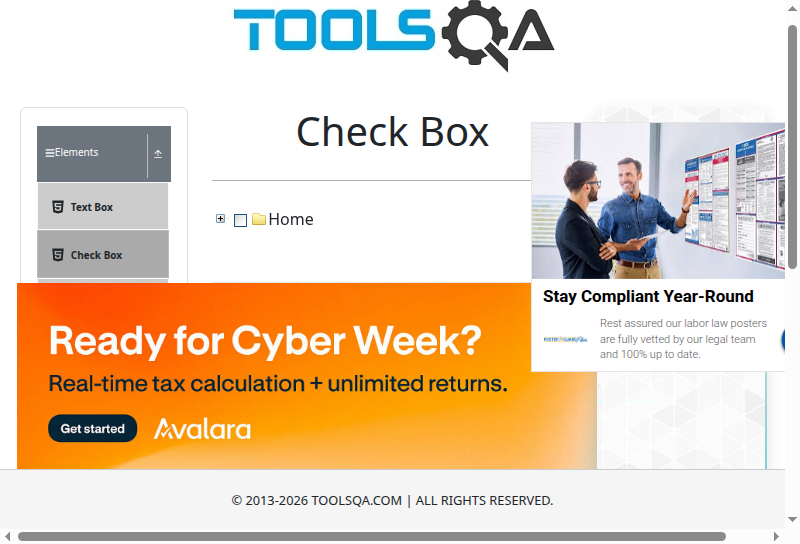 TOOLSQA
Check Box
Elements
Text Box
Check Box
Home
Stay Compliant Year-Round
Rest assured our labor law posters
are fully vetted by our legal team
and 100% up to date.
Ready for Cyber Week?
Real-time tax calculation + unlimited returns.
Get started
Avalara
© 2013-2026 TOOLSQA.COM | ALL RIGHTS RESERVED.